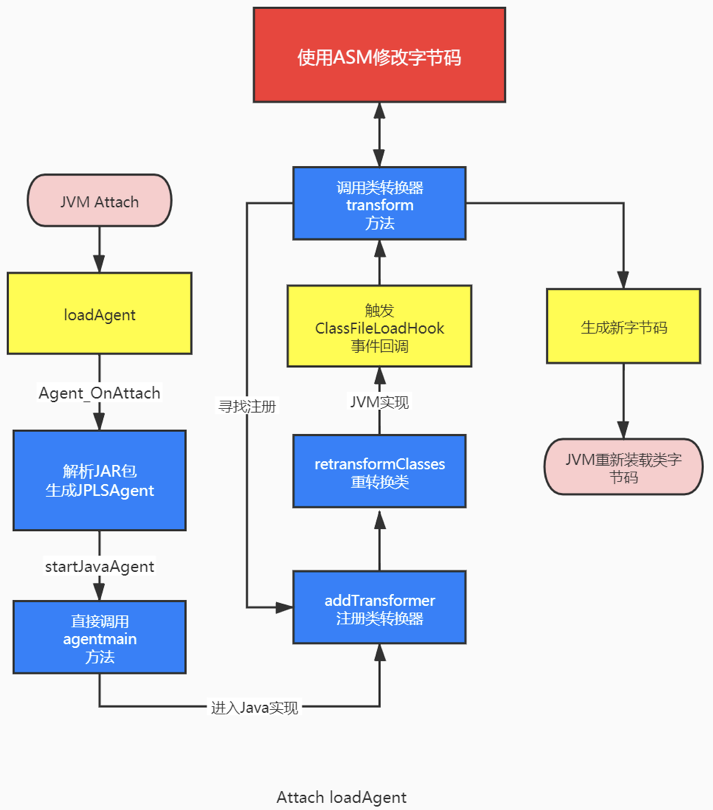 使用ASM修改字节码
JVM Attach
loadAgent
Agent_OnAttach
解析JAR包
生成JPLSAgent
startJavaAgent
直接调用
agentmain
方法
进入Java实现
addTransformer
注册类转换器
retransformClasses
重转换类
JVM实现
触发
ClassFileLoadHook
事件回调
调用类转换器
transform
方法
寻找注册
生成新字节码
JVM重新装载类字
节码
Attach loadAgent